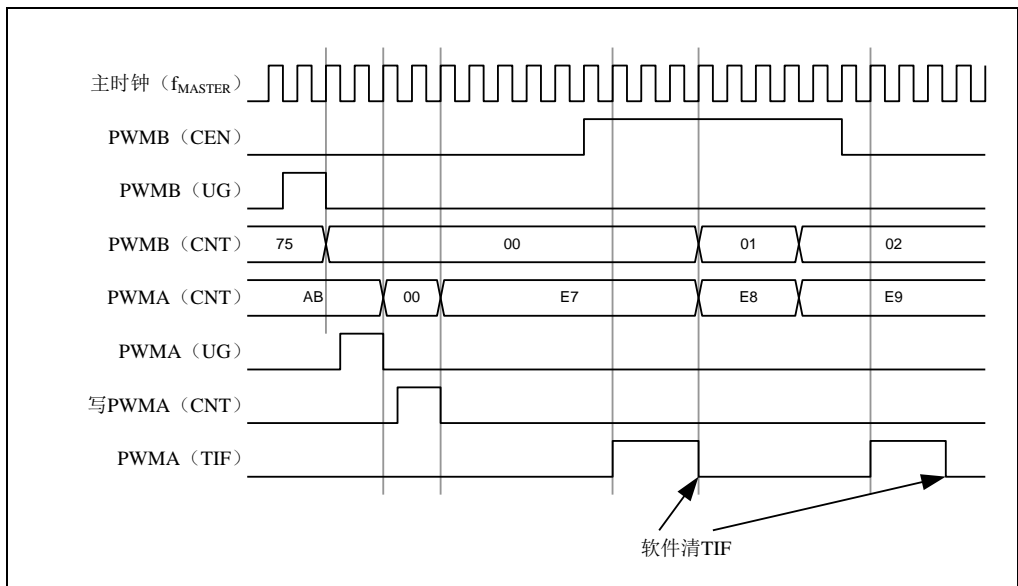 主时钟（fMASTER）
PWMB（CEN）
PWMB（UG）
PWMB（CNT） 75 00 01 02
PWMA（CNT） AB 00 E7 E8 E9
PWMA（UG）
写PWMA（CNT）
PWMA（TIF）
软件清TIF